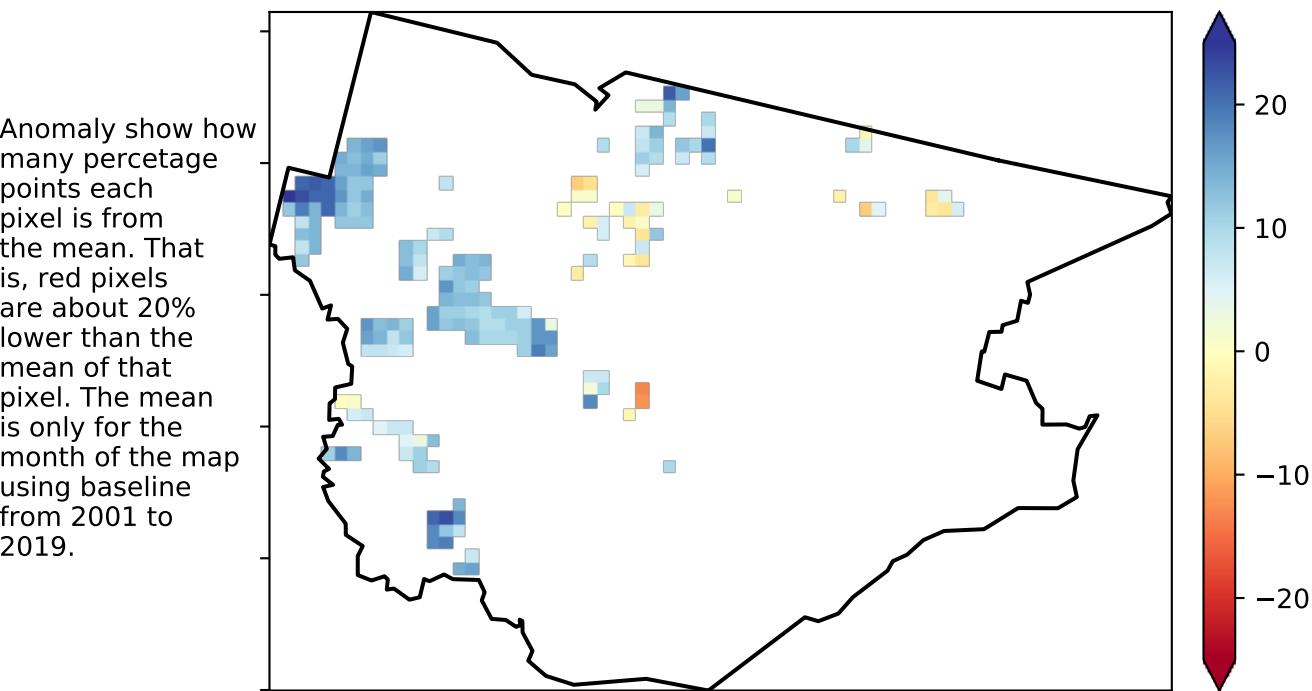 Anomaly show how
many percetage
points each
pixel is from
the mean. That
is, red pixels
are about 20%
lower than the
mean of that
pixel. The mean
is only for the
month of the map
using baseline
from 2001 to
2019.
20
10
0
−10
−20